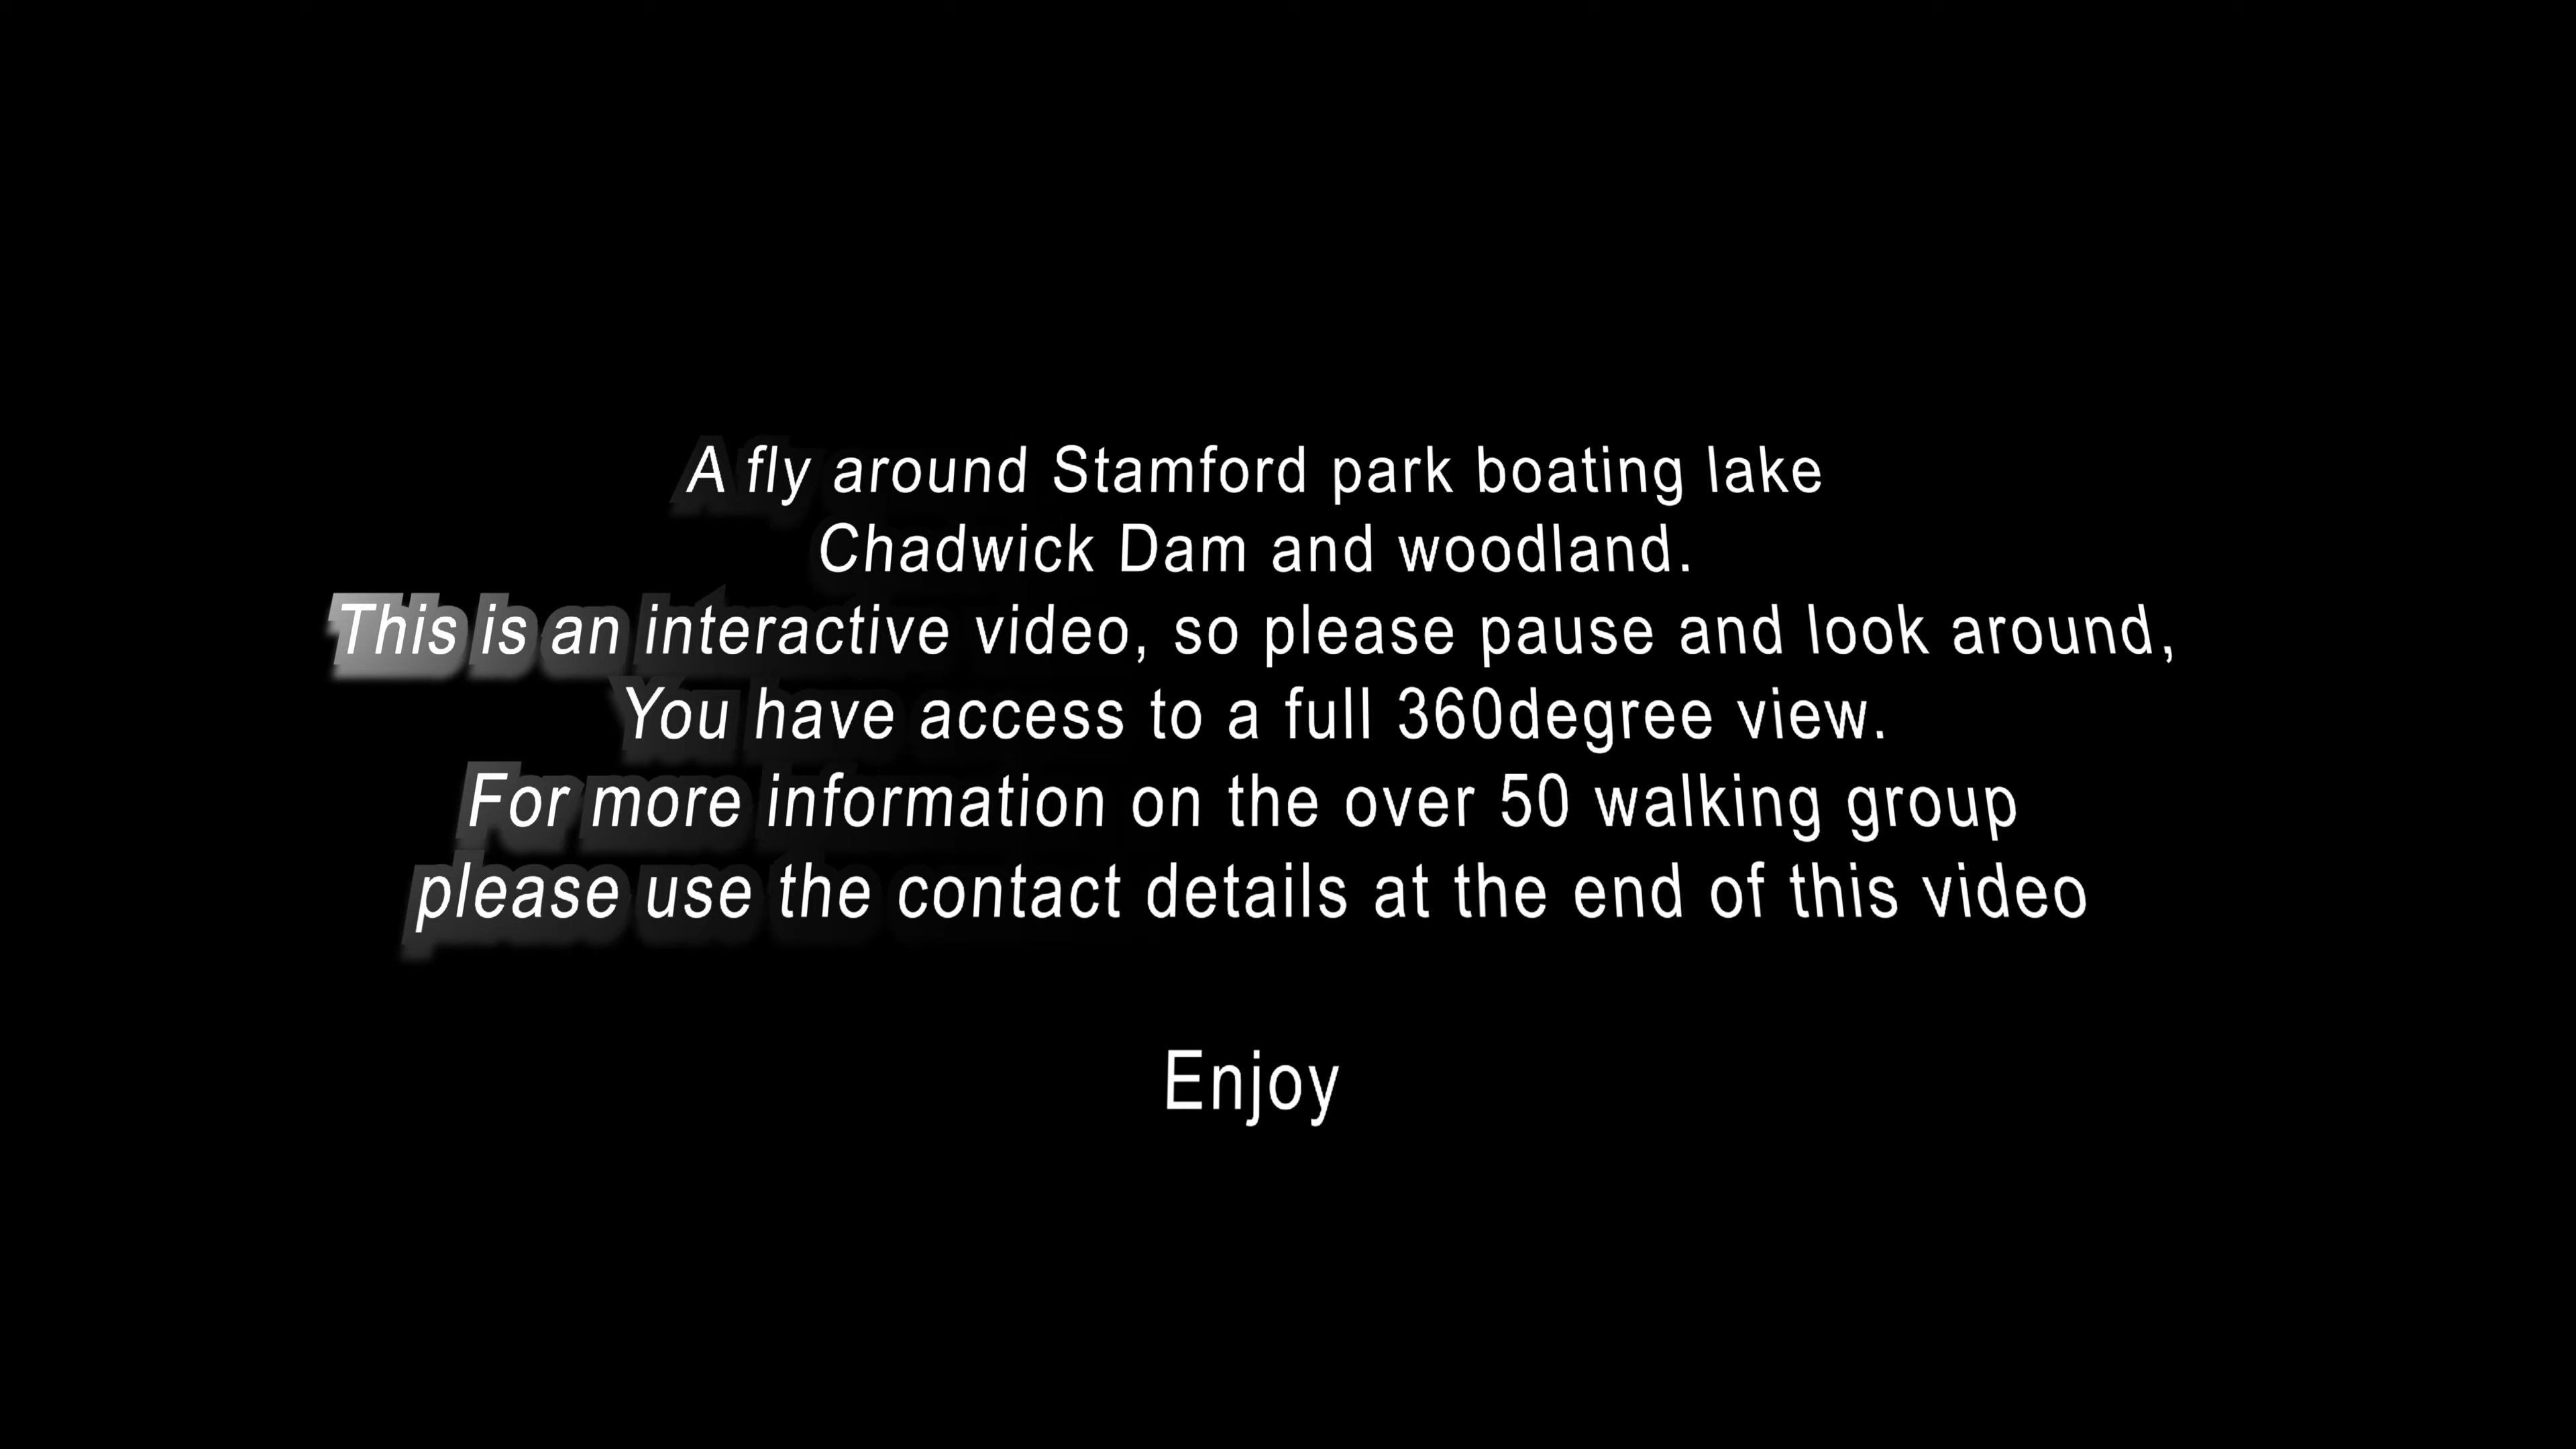 A fly around Stamford park boating lake
Chadwick Dam and woodland.
This is an interactive video, so please pause and look around,
You have access to a full 360degree view.
For more information on the over 50 walking group
please use the contact details at the end of this video
Enjoy